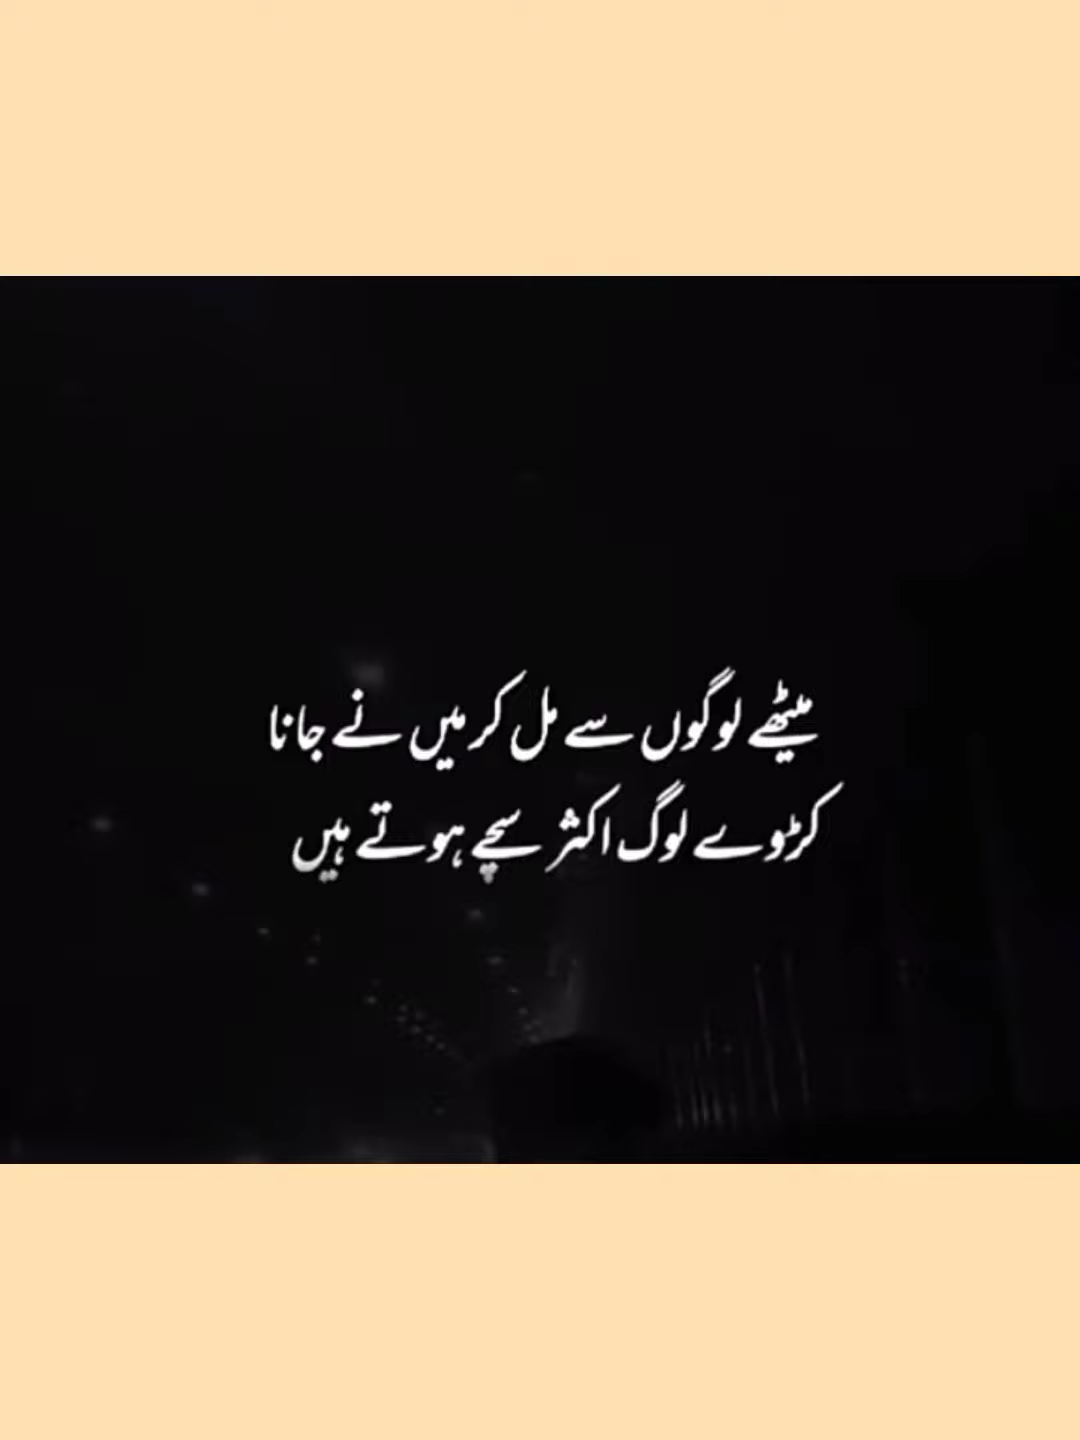 میٹھے لوگوں سے مل کر میں نے جانا
کڑوے لوگ اکثر سچے ہوتے ہیں